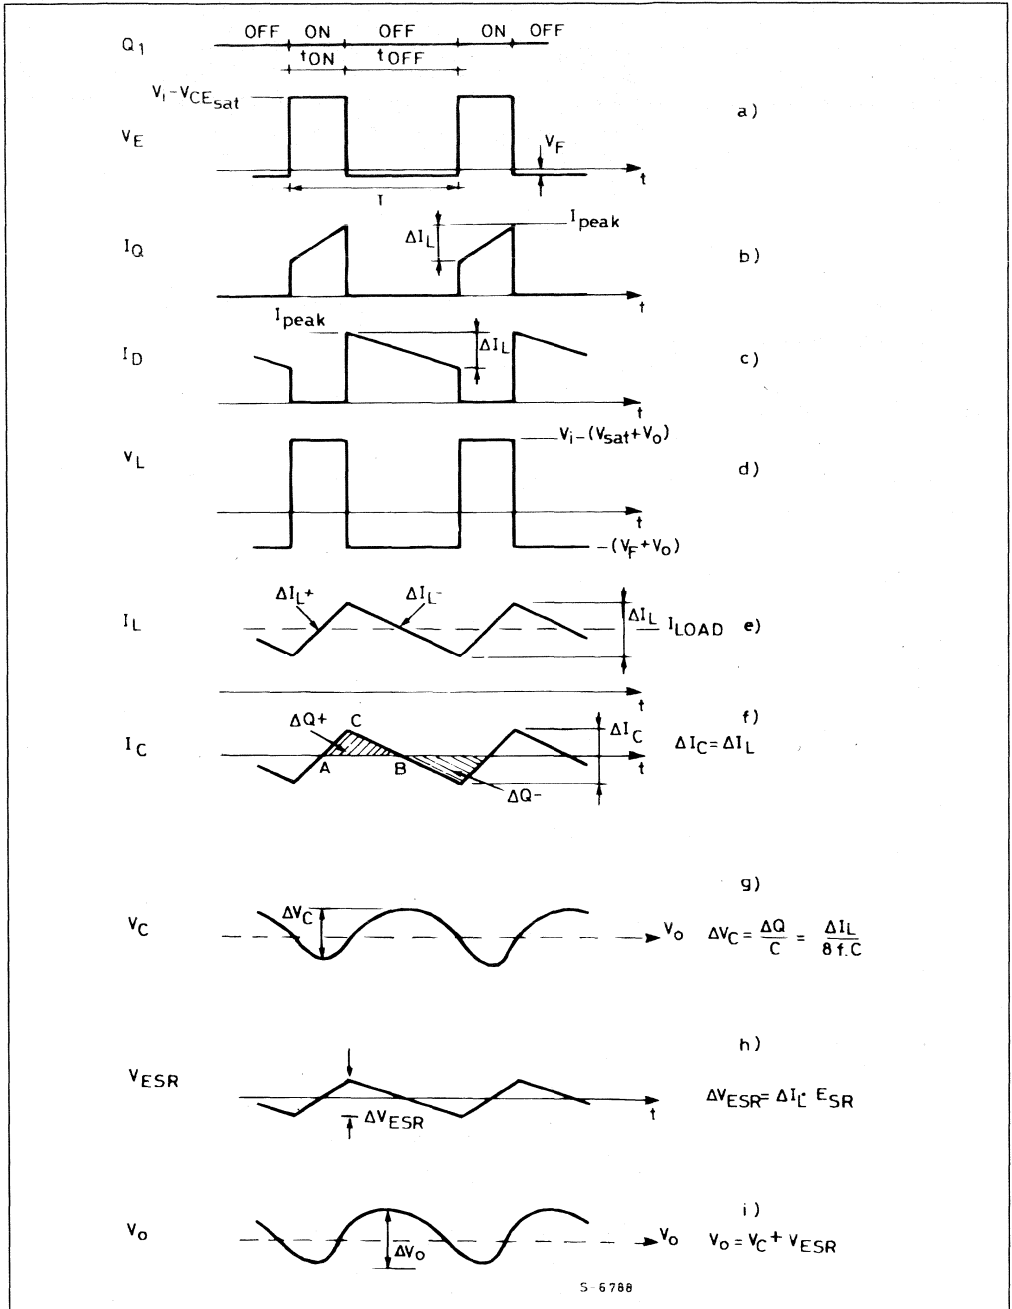 OFF ON OFF ON OFF
Q1
tON tOFF
Vi-VCEsat
a)
VE
VF
t
T
Ipeak
ΔIL
IQ
b)
t
Ipeak
ΔIL
ID
c)
t
Vi-(Vsat+Vo)
VL
d)
t
-(VF+Vo)
ΔIL+ ΔIL-
ΔIL
IL
ILOAD e)
t
ΔQ+ C
f)
ΔIC
IC
ΔIC=ΔIL
A B
t
ΔQ-
g)
ΔVC
VC
Vo ΔVC = ΔQ/C = ΔIL/8f.C
h)
VESR
ΔVESR= ΔIL· ESR
t
ΔVESR
i)
Vo
Vo Vo = VC + VESR
ΔVo
S-6788